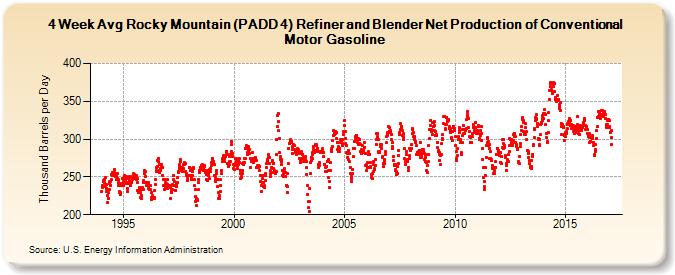 4 Week Avg Rocky Mountain (PADD 4) Refiner and Blender Net Production of Conventional
Motor Gasoline
Thousand Barrels per Day
400
350
300
250
200
1995
2000
2005
2010
2015
Source: U.S. Energy Information Administration